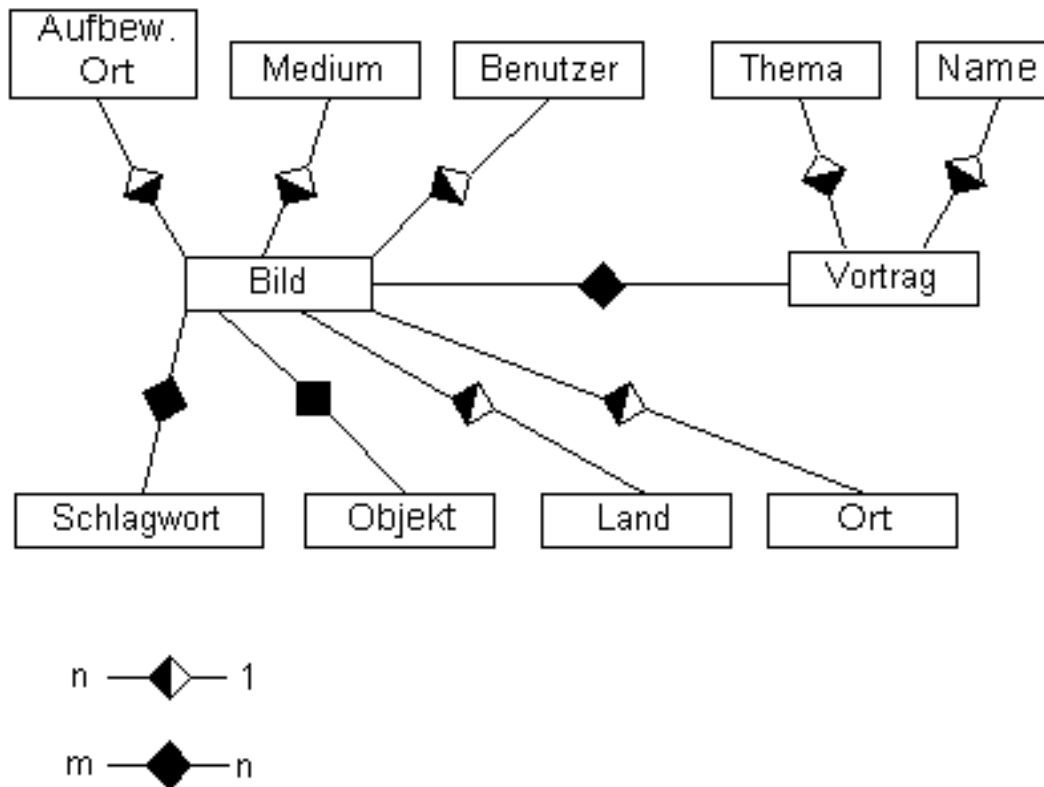 Aufbew.
Ort
Medium
Benutzer
Thema
Name
Bild
Vortrag
Schlagwort
Objekt
Land
Ort
n 1
m n